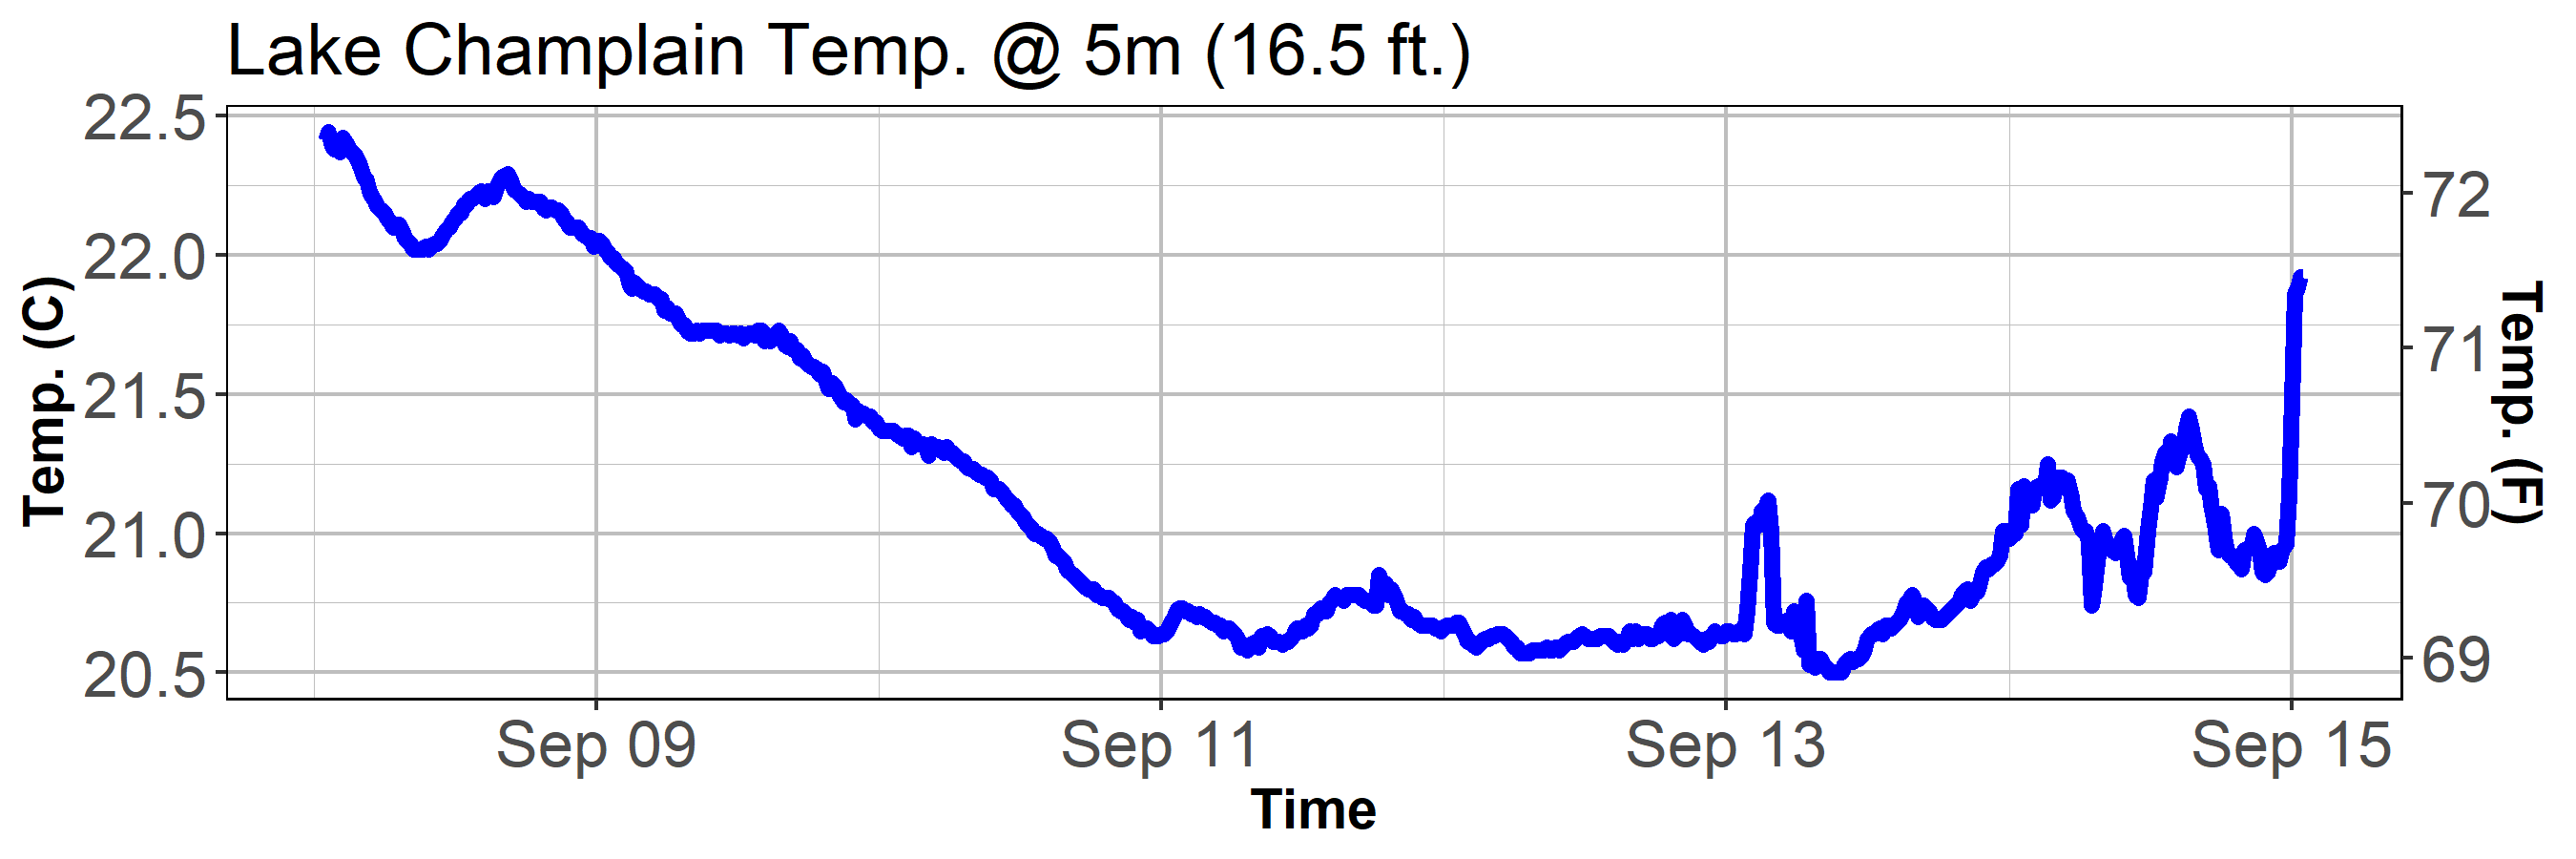 Lake Champlain Temp. @ 5m (16.5 ft.)
22.5
22.0
21.5
21.0
20.5
Temp. (C)
72
71
70
69
Temp. (F)
Sep 09
Sep 11
Sep 13
Sep 15
Time